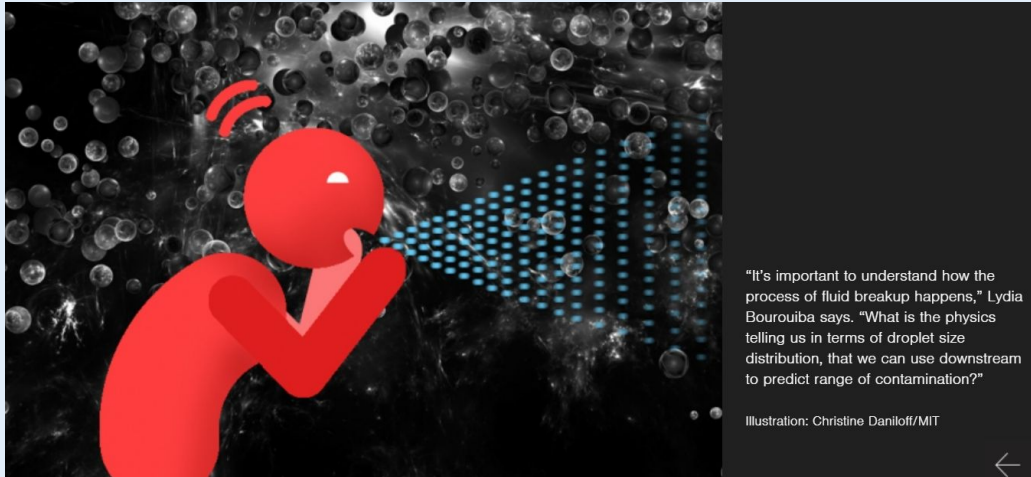 “It’s important to understand how the
process of fluid breakup happens,” Lydia
Bourouiba says. “What is the physics
telling us in terms of droplet size
distribution, that we can use downstream
to predict range of contamination?”
Illustration: Christine Daniloff/MIT